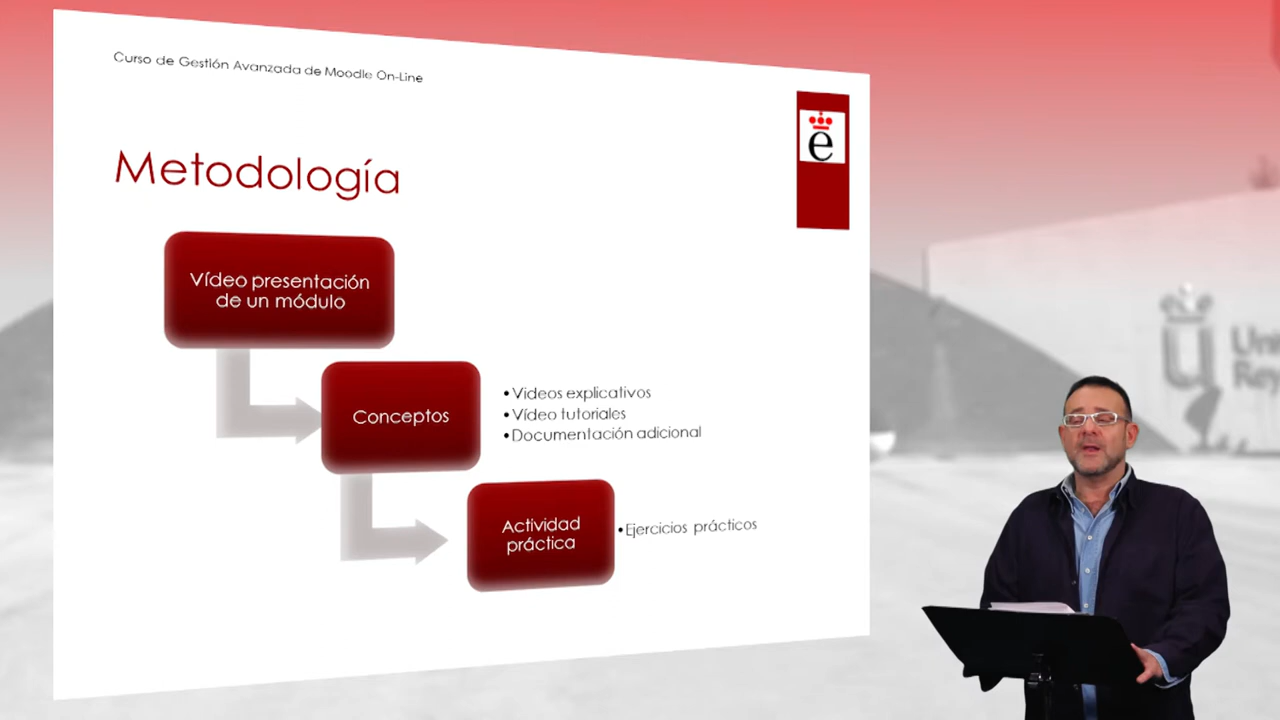 Curso de Gestión Avanzada de Moodle On-Line
e
Metodología
Vídeo presentación
de un módulo
Conceptos
•Videos explicativos
•Vídeo tutoriales
•Documentación adicional
Actividad
práctica
•Ejercicios prácticos